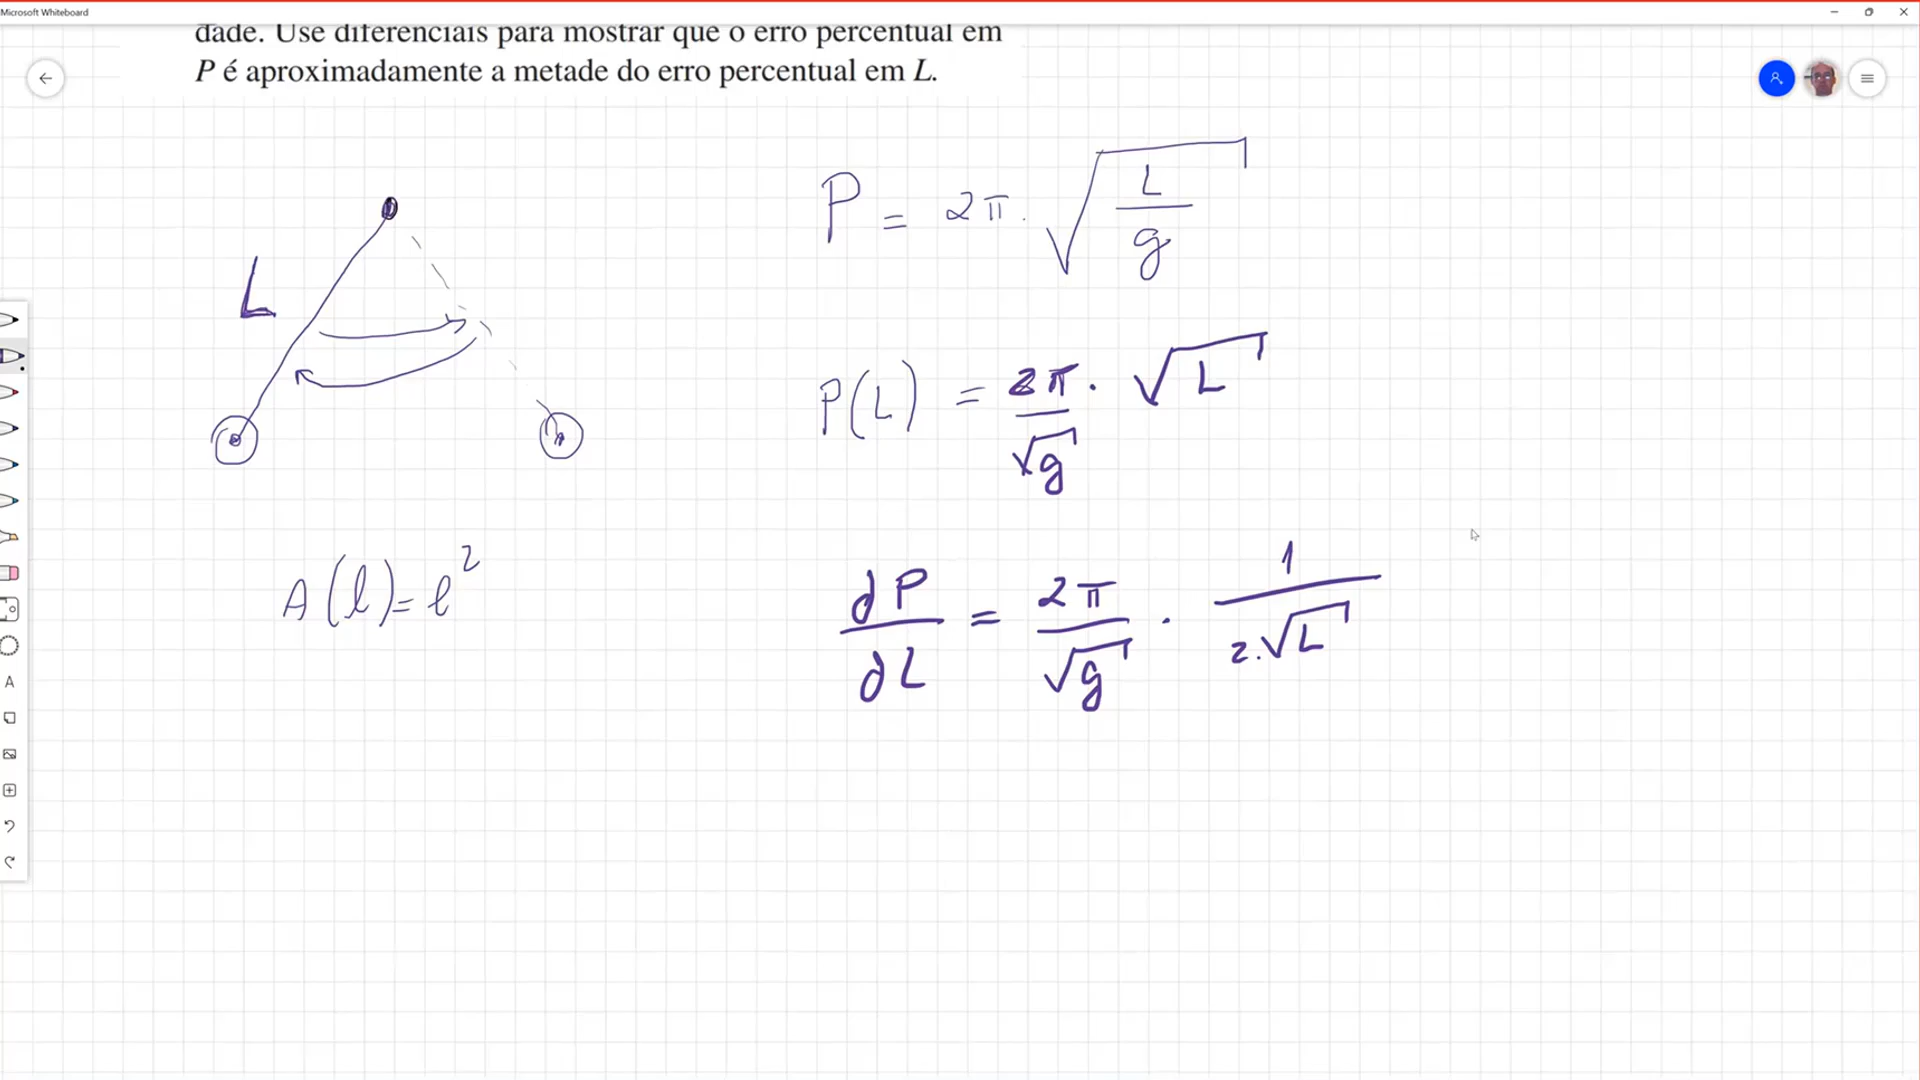 Microsoft Whiteboard
dade. Use diferenciais para mostrar que o erro percentual em
P é aproximadamente a metade do erro percentual em L.
P = 2π . √(L/g)
L
P(L) = 2π/√g . √L
A(l) = l²
dP/dL = 2π/√g . 1/(2.√L)
A